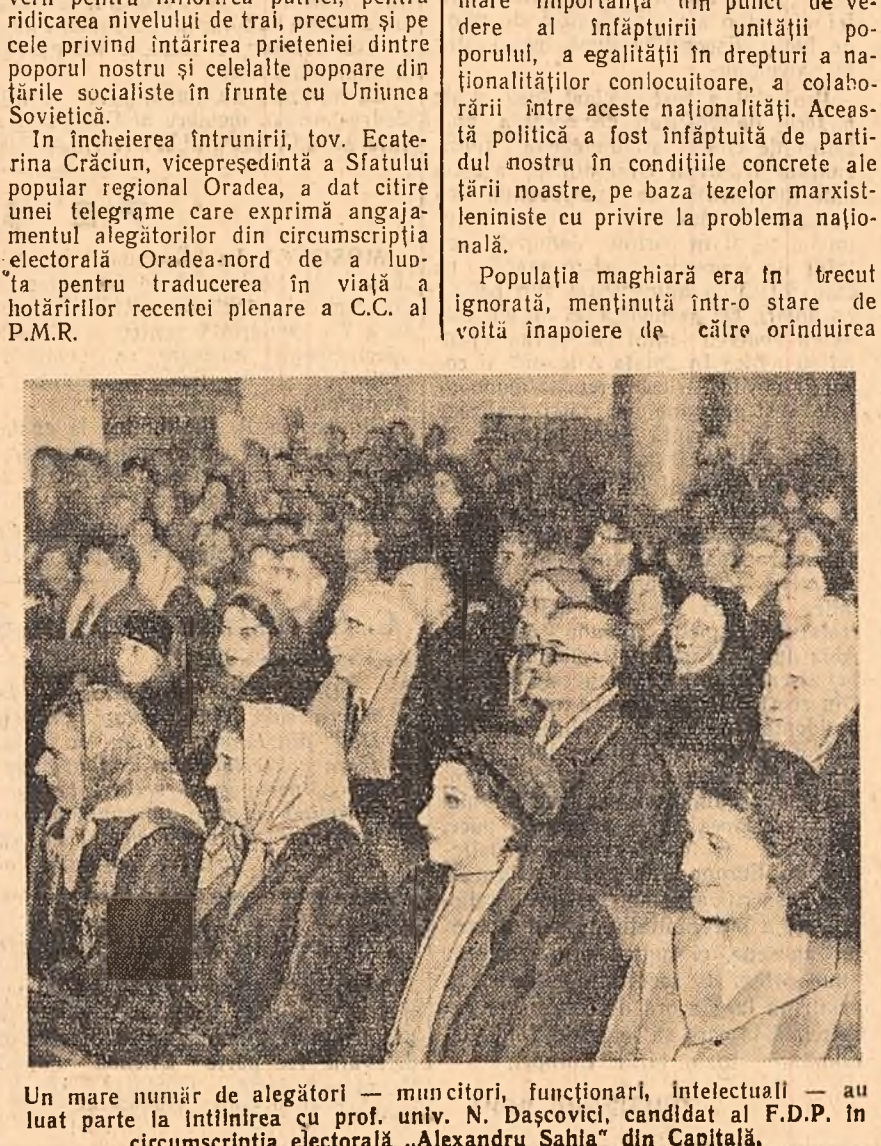 ridicarea nivelului de trai, precum și pe
cele privind întărirea prieteniei dintre
poporul nostru și celelalte popoare din
țările socialiste în frunte cu Uniunea
Sovietică.
In încheierea întrunirii, tov. Ecate-
rina Crăciun, vicepreședintă a Sfatului
popular regional Oradea, a dat citire
unei telegrame care exprimă angaja-
mentul alegătorilor din circumscripția
electorală Oradea-nord de a lup-
ta pentru traducerea în viață a
hotărîrilor recentei plenare a C.C. al
P.M.R.
mare importanță din punct de ve-
dere al înfăptuirii unității po-
porului, a egalității în drepturi a na-
ționalităților conlocuitoare, a colabo-
rării între aceste naționalități. Aceas-
tă politică a fost înfăptuită de parti-
dul nostru în condițiile concrete ale
țării noastre, pe baza tezelor marxist-
leniniste cu privire la problema națio-
nală.
Populația maghiară era în trecut
ignorată, menținută într-o stare de
voită înapoiere de către orînduirea
Un mare număr de alegători — muncitori, funcționari, intelectuali — au
luat parte la întîlnirea cu prof. univ. N. Dașcovici, candidat al F.D.P. în
circumscripția electorală „Alexandru Sahia" din Capitală.